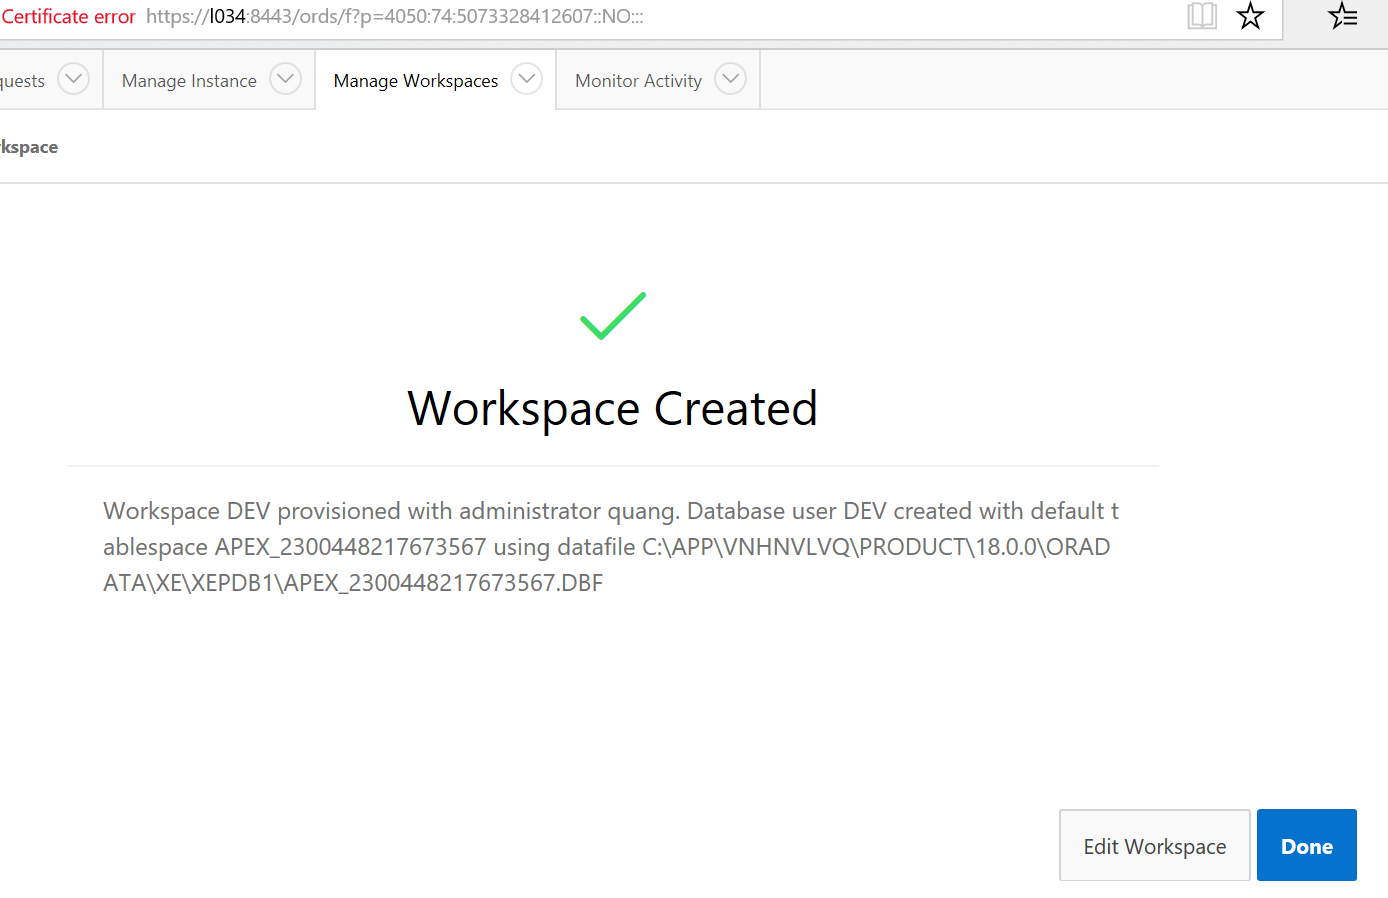 Certificate error https://l034:8443/ords/f?p=4050:74:5073328412607::NO:::
quests Manage Instance Manage Workspaces Monitor Activity
kspace
Workspace Created
Workspace DEV provisioned with administrator quang. Database user DEV created with default t
ablespace APEX_2300448217673567 using datafile C:\APP\VNHNVLVQ\PRODUCT\18.0.0\ORAD
ATA\XE\XEPDB1\APEX_2300448217673567.DBF
Edit Workspace Done